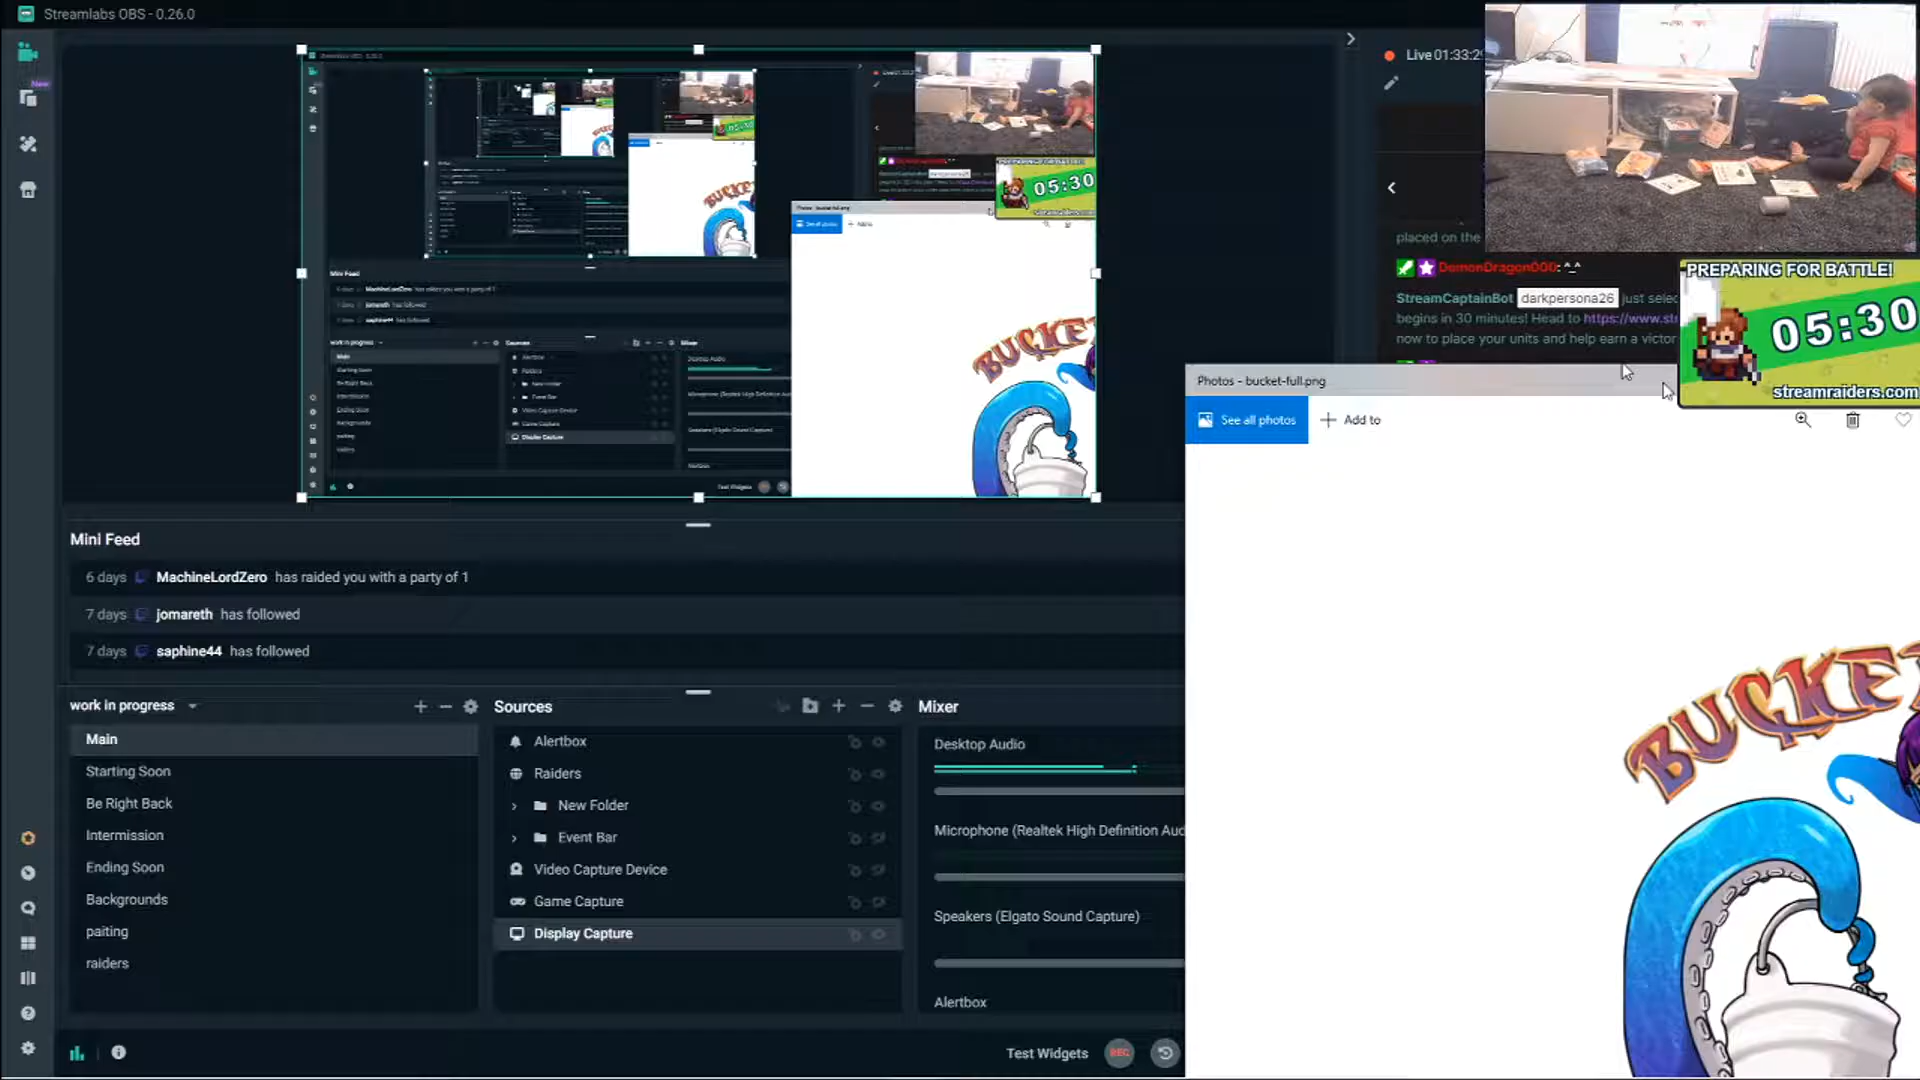 Streamlabs OBS - 0.26.0
New
Live 01:33:2
placed on the
DemonDragon000: ^_^
StreamCaptainBot darkpersona26 just selec
begins in 30 minutes! Head to https://www.st
now to place your units and help earn a victor
PREPARING FOR BATTLE!
05:30
streamraiders.com
Photos - bucket-full.png
See all photos
Add to
BUCKE
Mini Feed
6 days MachineLordZero has raided you with a party of 1
7 days jomareth has followed
7 days saphine44 has followed
work in progress
Main
Starting Soon
Be Right Back
Intermission
Ending Soon
Backgrounds
paiting
raiders
Sources
Alertbox
Raiders
New Folder
Event Bar
Video Capture Device
Game Capture
Display Capture
Mixer
Desktop Audio
Microphone (Realtek High Definition Aud
Speakers (Elgato Sound Capture)
Alertbox
Test Widgets
REC